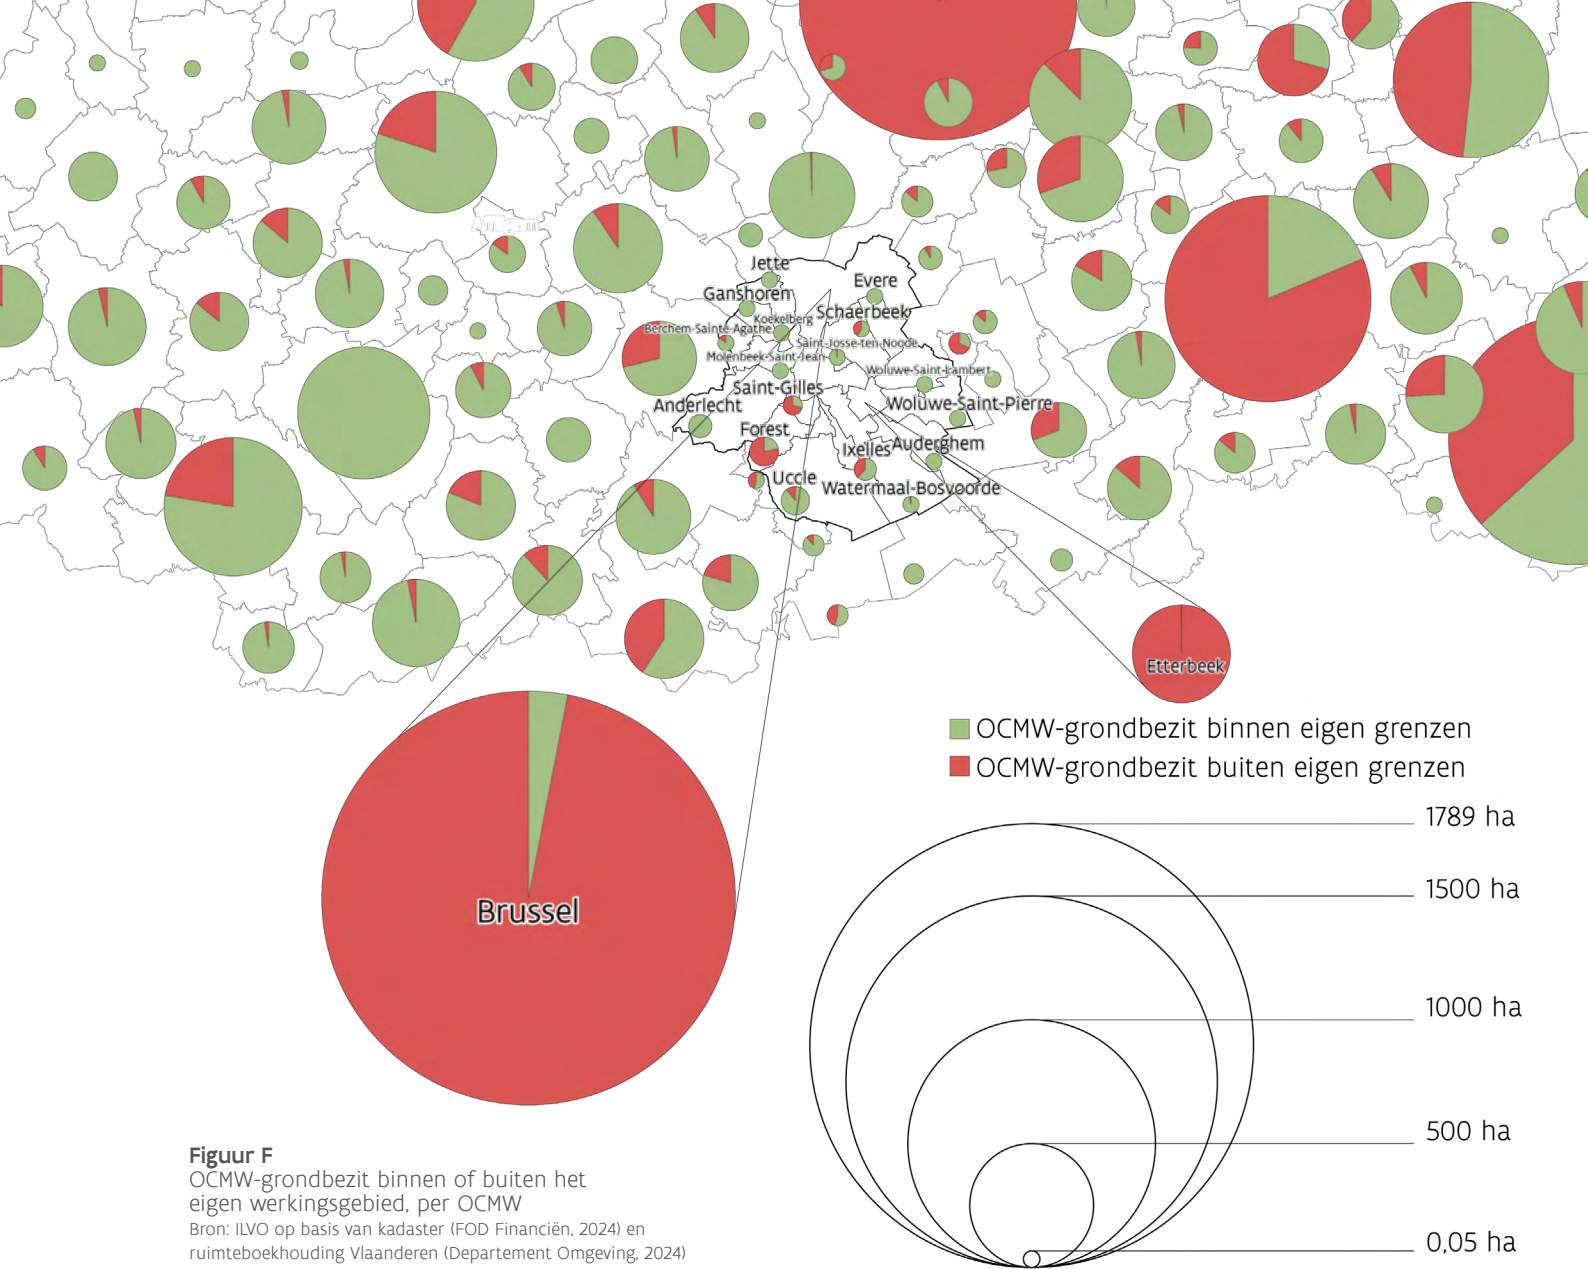 Jette
Evere
Ganshoren
Schaerbeek
Koekelberg
Berchem-Sainte-Agathe
Saint-Josse-ten-Noode
Molenbeek-Saint-Jean
Woluwe-Saint-Lambert
Saint-Gilles
Anderlecht
Woluwe-Saint-Pierre
Forest
Ixelles
Auderghem
Uccle
Watermaal-Bosvoorde
Etterbeek
OCMW-grondbezit binnen eigen grenzen
OCMW-grondbezit buiten eigen grenzen
1789 ha
1500 ha
Brussel
1000 ha
500 ha
0,05 ha
Figuur F
OCMW-grondbezit binnen of buiten het
eigen werkingsgebied, per OCMW
Bron: ILVO op basis van kadaster (FOD Financiën, 2024) en
ruimteboekhouding Vlaanderen (Departement Omgeving, 2024)